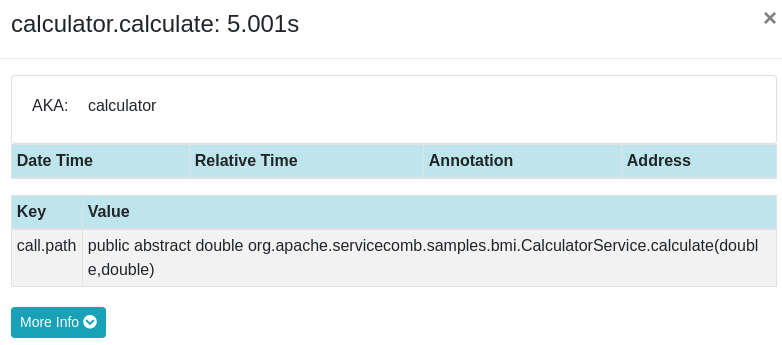 calculator.calculate: 5.001s
×
AKA: calculator
Date Time Relative Time Annotation Address
Key Value
call.path public abstract double org.apache.servicecomb.samples.bmi.CalculatorService.calculate(doubl
e,double)
More Info